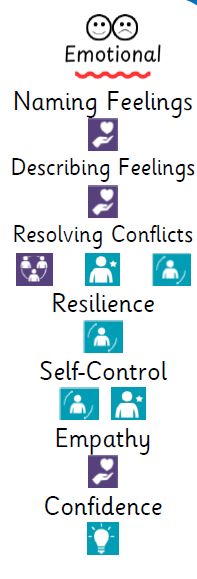 Emotional
Naming Feelings
Describing Feelings
Resolving Conflicts
Resilience
Self-Control
Empathy
Confidence